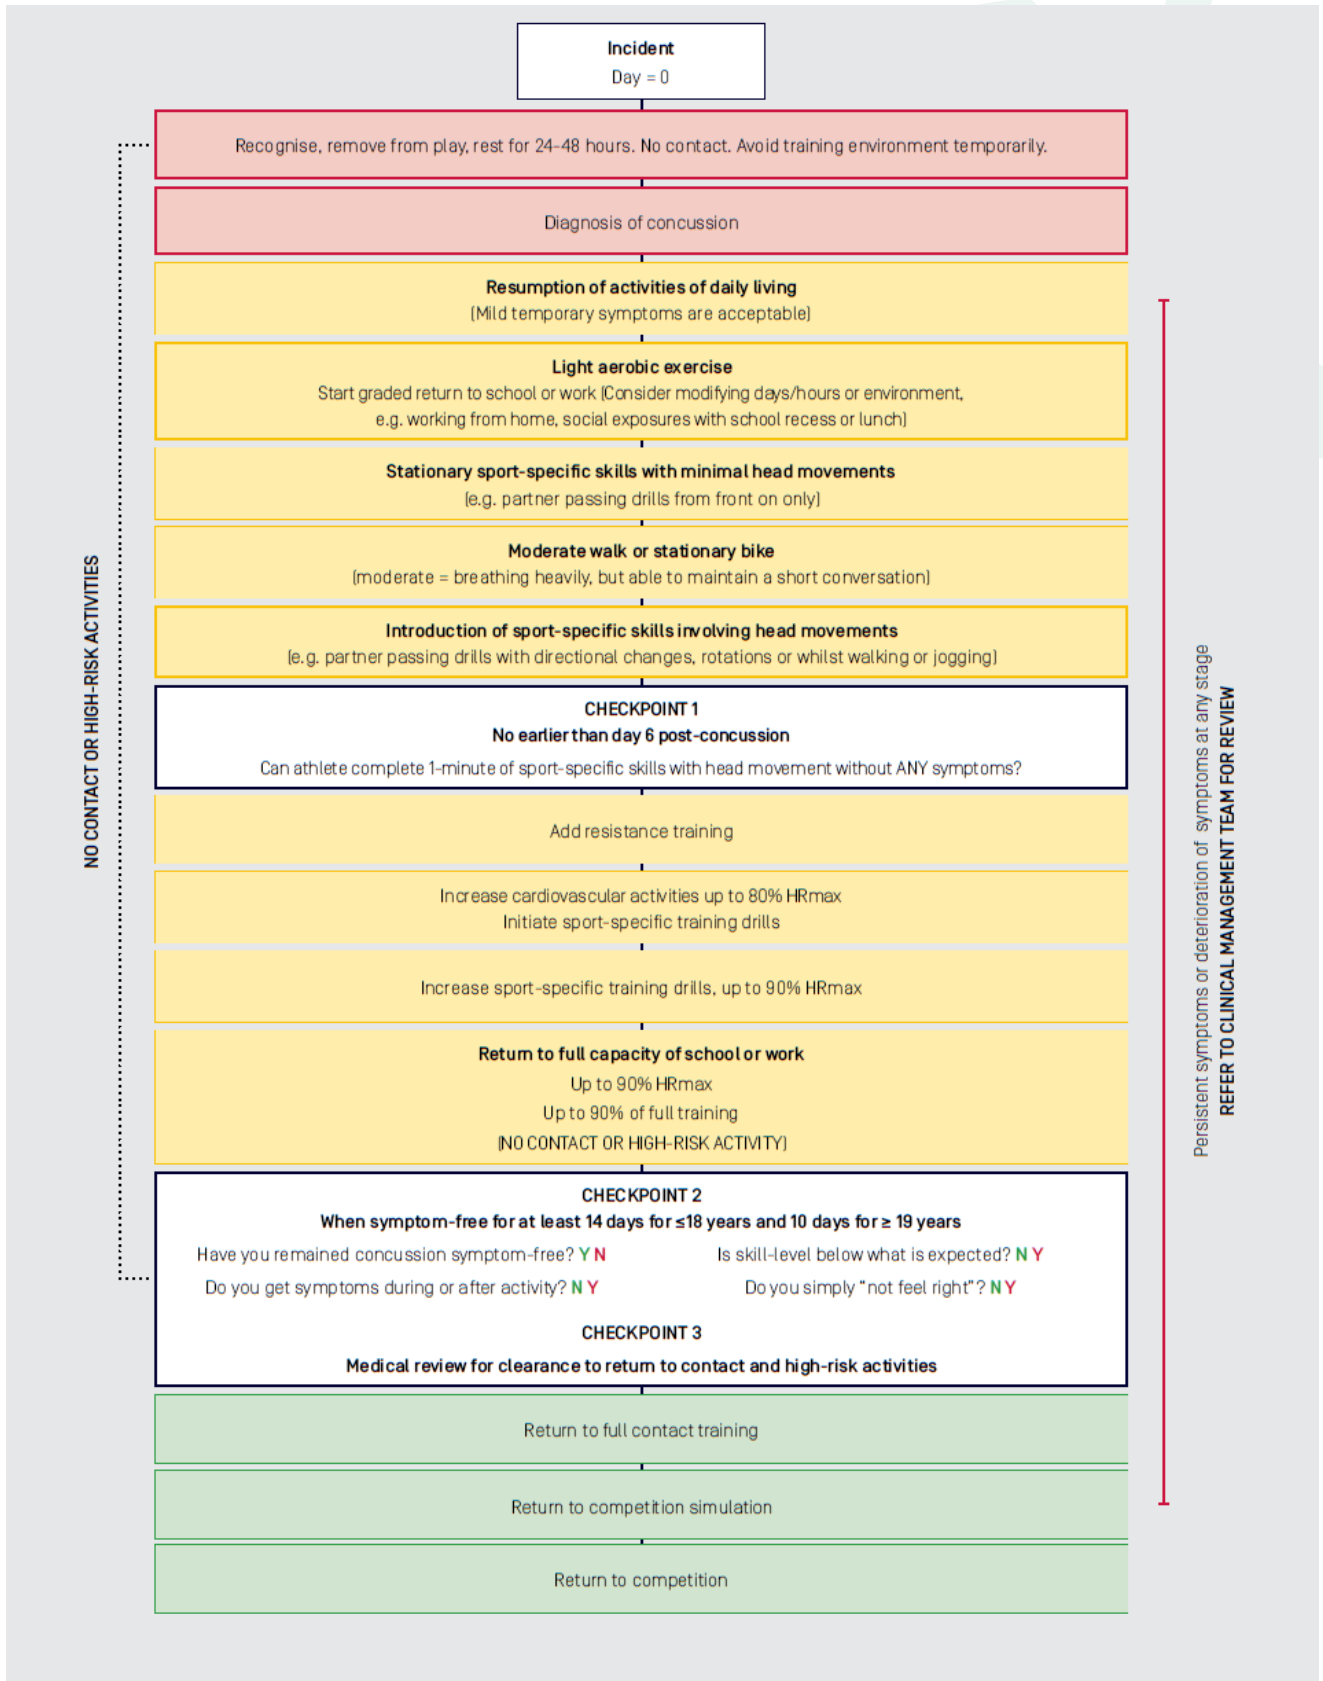 Incident
Day = 0
Recognise, remove from play, rest for 24-48 hours. No contact. Avoid training environment temporarily.
Diagnosis of concussion
Resumption of activities of daily living
(Mild temporary symptoms are acceptable)
Light aerobic exercise
Start graded return to school or work (Consider modifying days/hours or environment,
e.g. working from home, social exposures with school recess or lunch)
Stationary sport-specific skills with minimal head movements
(e.g. partner passing drills from front on only)
Moderate walk or stationary bike
(moderate = breathing heavily, but able to maintain a short conversation)
Introduction of sport-specific skills involving head movements
(e.g. partner passing drills with directional changes, rotations or whilst walking or jogging)
CHECKPOINT 1
No earlier than day 6 post-concussion
Can athlete complete 1-minute of sport-specific skills with head movement without ANY symptoms?
Add resistance training
Increase cardiovascular activities up to 80% HRmax
Initiate sport-specific training drills
Increase sport-specific training drills, up to 90% HRmax
Return to full capacity of school or work
Up to 90% HRmax
Up to 90% of full training
(NO CONTACT OR HIGH-RISK ACTIVITY)
CHECKPOINT 2
When symptom-free for at least 14 days for ≤18 years and 10 days for ≥ 19 years
Have you remained concussion symptom-free? Y N
Is skill-level below what is expected? N Y
Do you get symptoms during or after activity? N Y
Do you simply "not feel right"? N Y
CHECKPOINT 3
Medical review for clearance to return to contact and high-risk activities
Return to full contact training
Return to competition simulation
Return to competition
NO CONTACT OR HIGH-RISK ACTIVITIES
Persistent symptoms or deterioration of symptoms at any stage
REFER TO CLINICAL MANAGEMENT TEAM FOR REVIEW